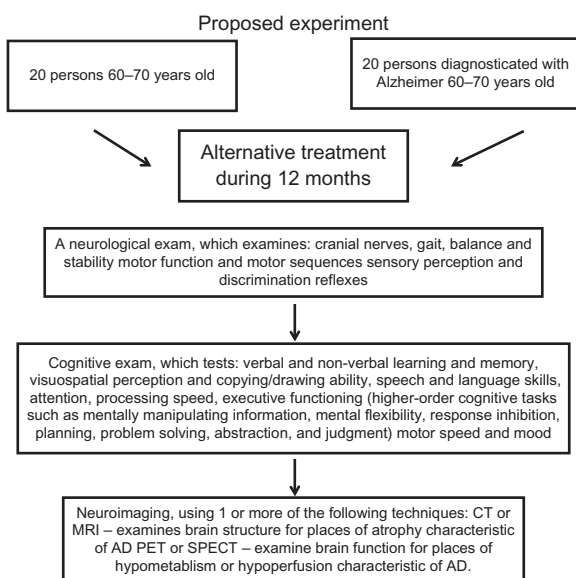 Proposed experiment
20 persons 60–70 years old
20 persons diagnosticated with
Alzheimer 60–70 years old
Alternative treatment
during 12 months
A neurological exam, which examines: cranial nerves, gait, balance and
stability motor function and motor sequences sensory perception and
discrimination reflexes
Cognitive exam, which tests: verbal and non-verbal learning and memory,
visuospatial perception and copying/drawing ability, speech and language skills,
attention, processing speed, executive functioning (higher-order cognitive tasks
such as mentally manipulating information, mental flexibility, response inhibition,
planning, problem solving, abstraction, and judgment) motor speed and mood
Neuroimaging, using 1 or more of the following techniques: CT or
MRI – examines brain structure for places of atrophy characteristic
of AD PET or SPECT – examine brain function for places of
hypometablism or hypoperfusion characteristic of AD.